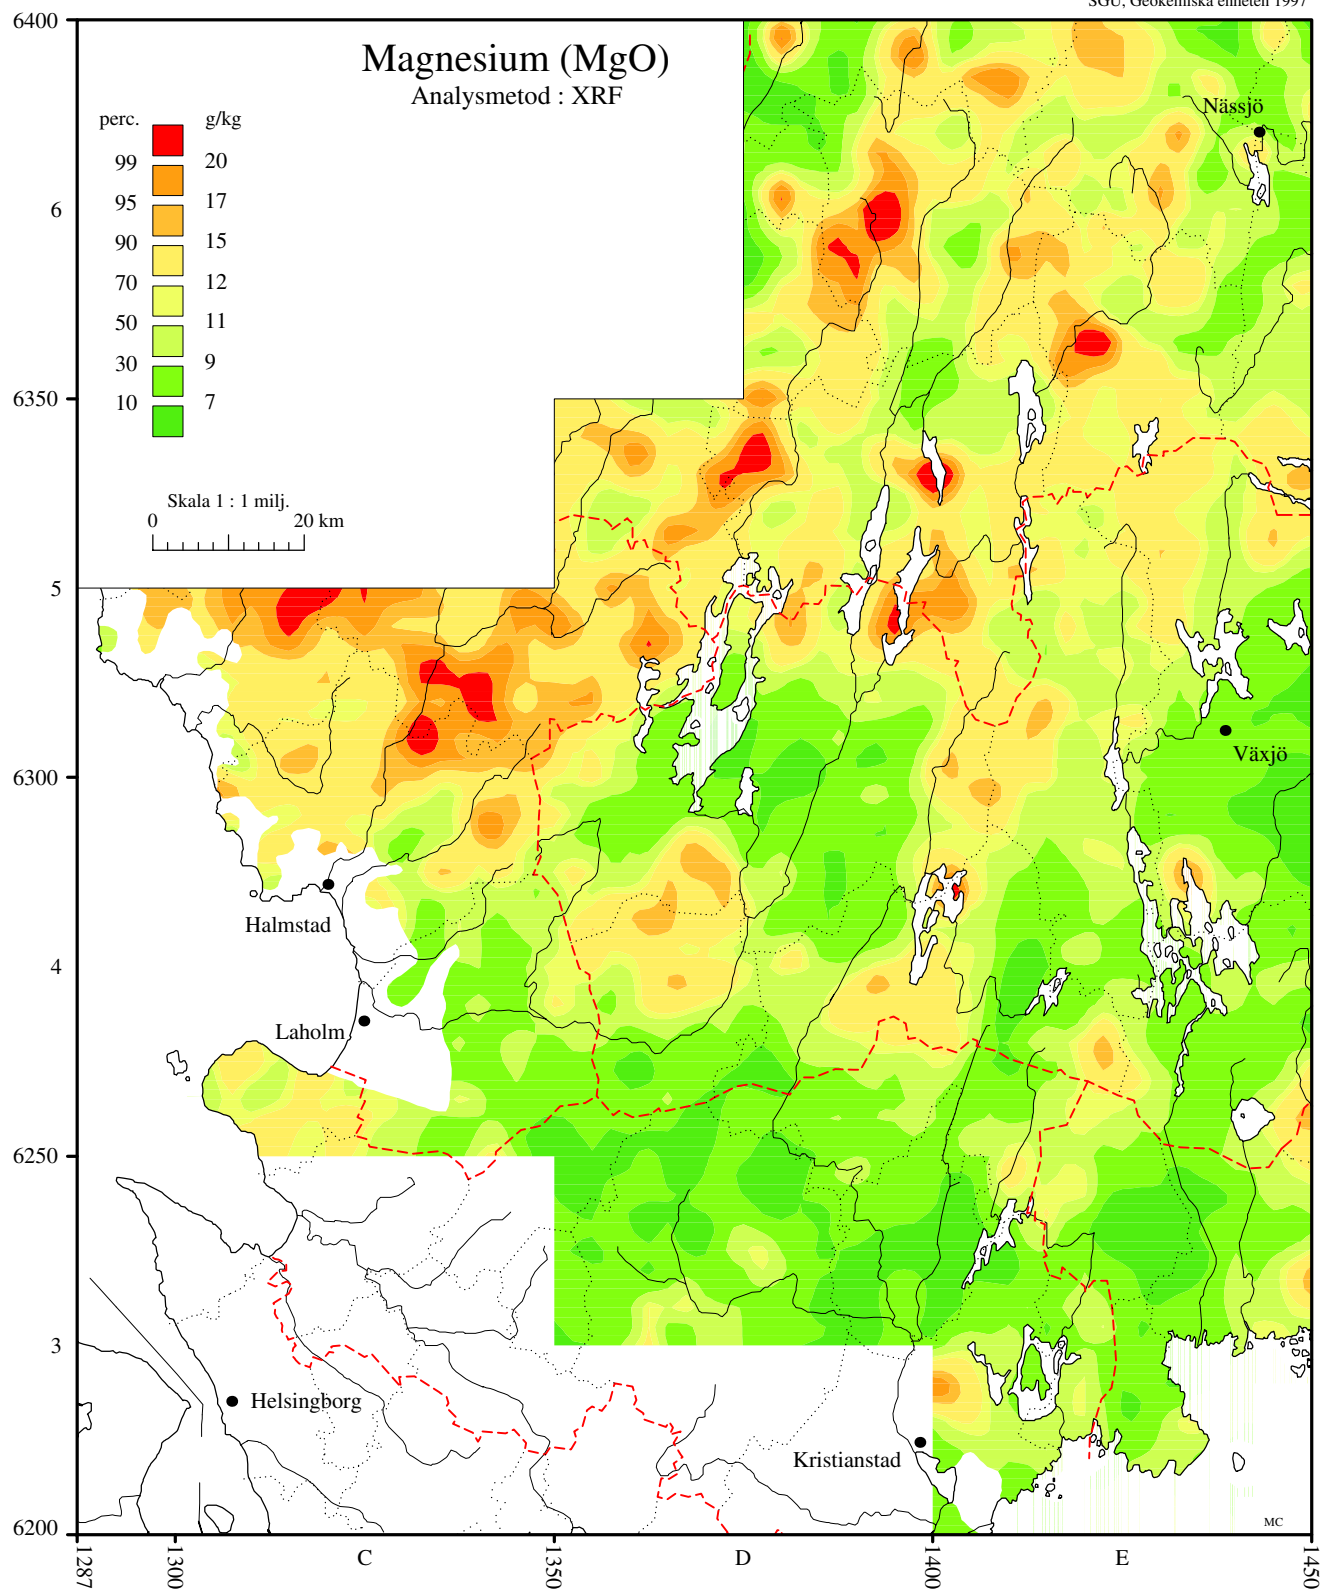 SGU, Geokemiska enheten 1997
6400
Magnesium (MgO)
Analysmetod : XRF
perc. g/kg
99 20
95 17
90 15
70 12
50 11
30 9
10 7
Nässjö
6
6350
Skala 1 : 1 milj.
0 20 km
5
Växjö
6300
Halmstad
4
Laholm
6250
3
Helsingborg
Kristianstad
6200
MC
1287 1300 C 1350 D 1400 E 1450